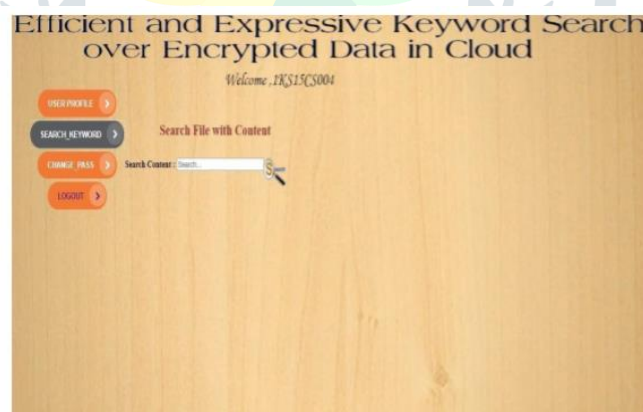 Efficient and Expressive Keyword Search
over Encrypted Data in Cloud
Welcome ,1KS15CS004
USER PROFILE
SEARCH_KEYWORD
Search File with Content
CHANGE_PASS
Search Content : Search...
LOGOUT